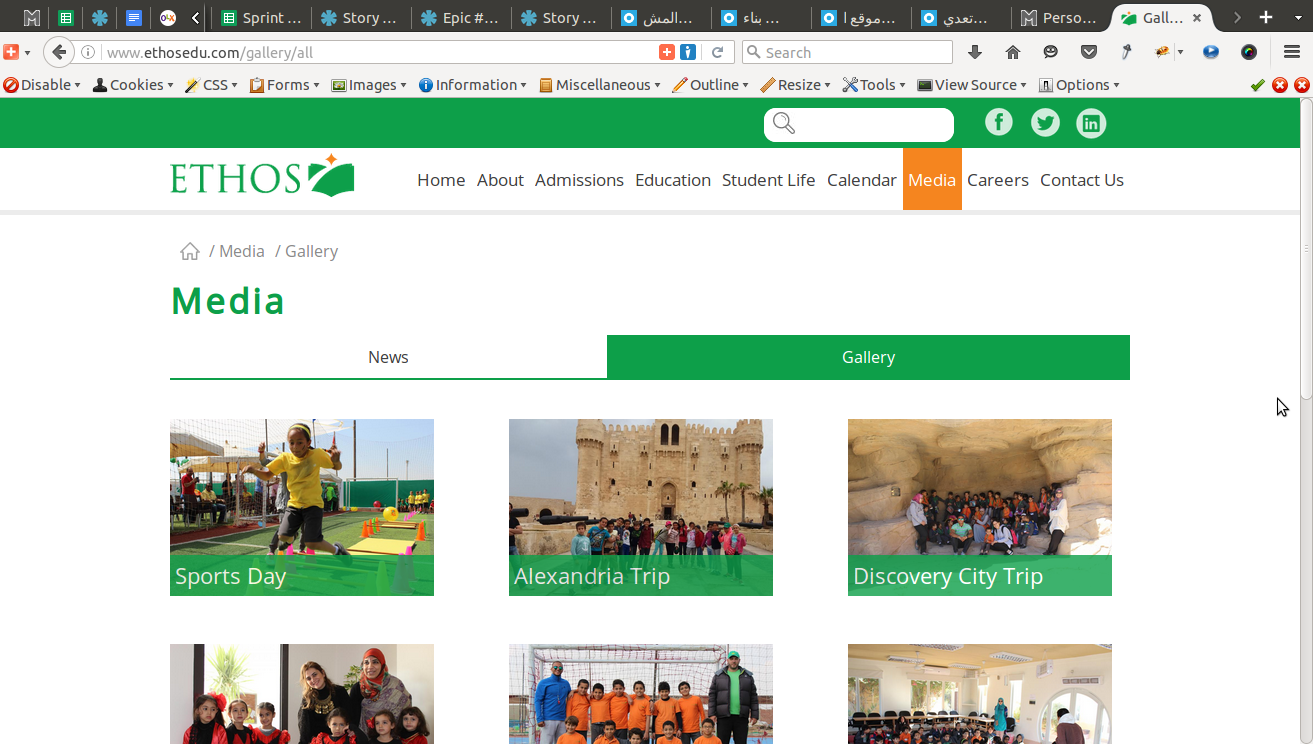 Sprint ...
Story ...
Epic #...
Story ...
المش...
بناء ...
موقع ا...
تعدي...
Perso...
Gall...
www.ethosedu.com/gallery/all
Search
Disable
Cookies
CSS
Forms
Images
Information
Miscellaneous
Outline
Resize
Tools
View Source
Options
ETHOS
Home
About
Admissions
Education
Student Life
Calendar
Media
Careers
Contact Us
/ Media / Gallery
Media
News
Gallery
Sports Day
Alexandria Trip
Discovery City Trip